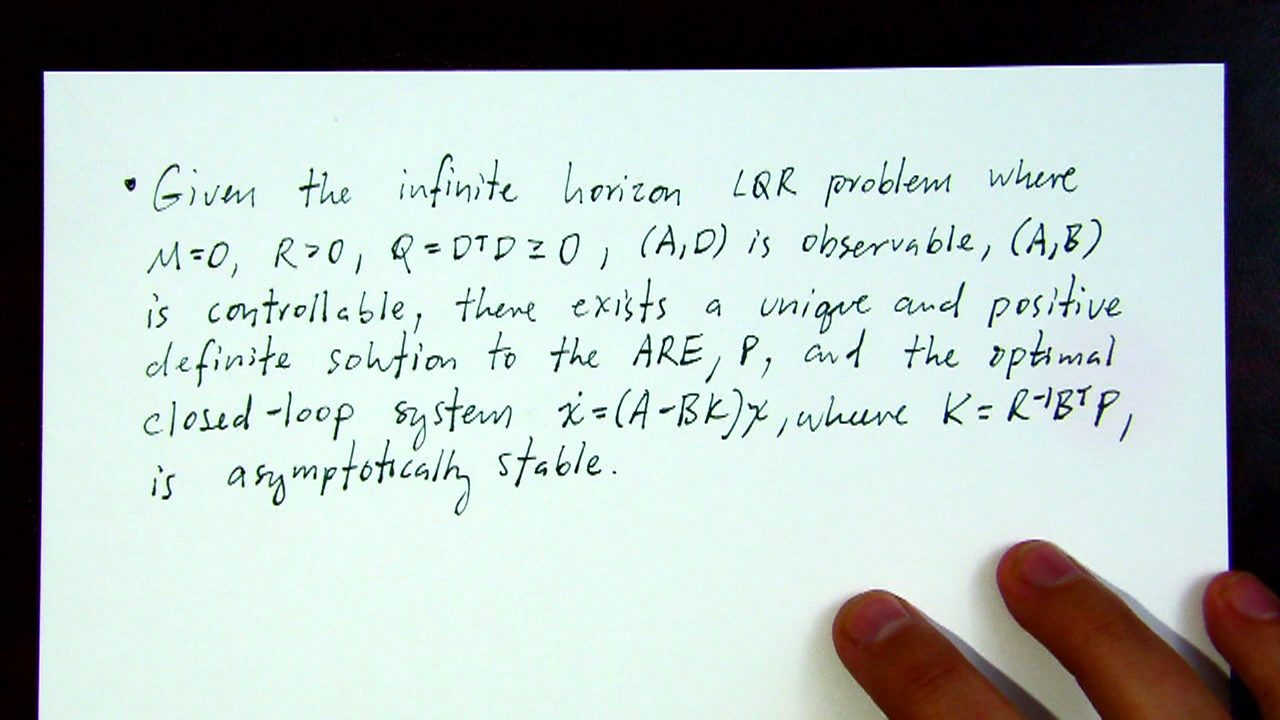 • Given the infinite horizon LQR problem where
M=0, R>0, Q=DᵀD≥0, (A,D) is observable, (A,B)
is controllable, there exists a unique and positive
definite solution to the ARE, P, and the optimal
closed-loop system ẋ=(A-BK)x, where K=R⁻¹BᵀP,
is asymptotically stable.